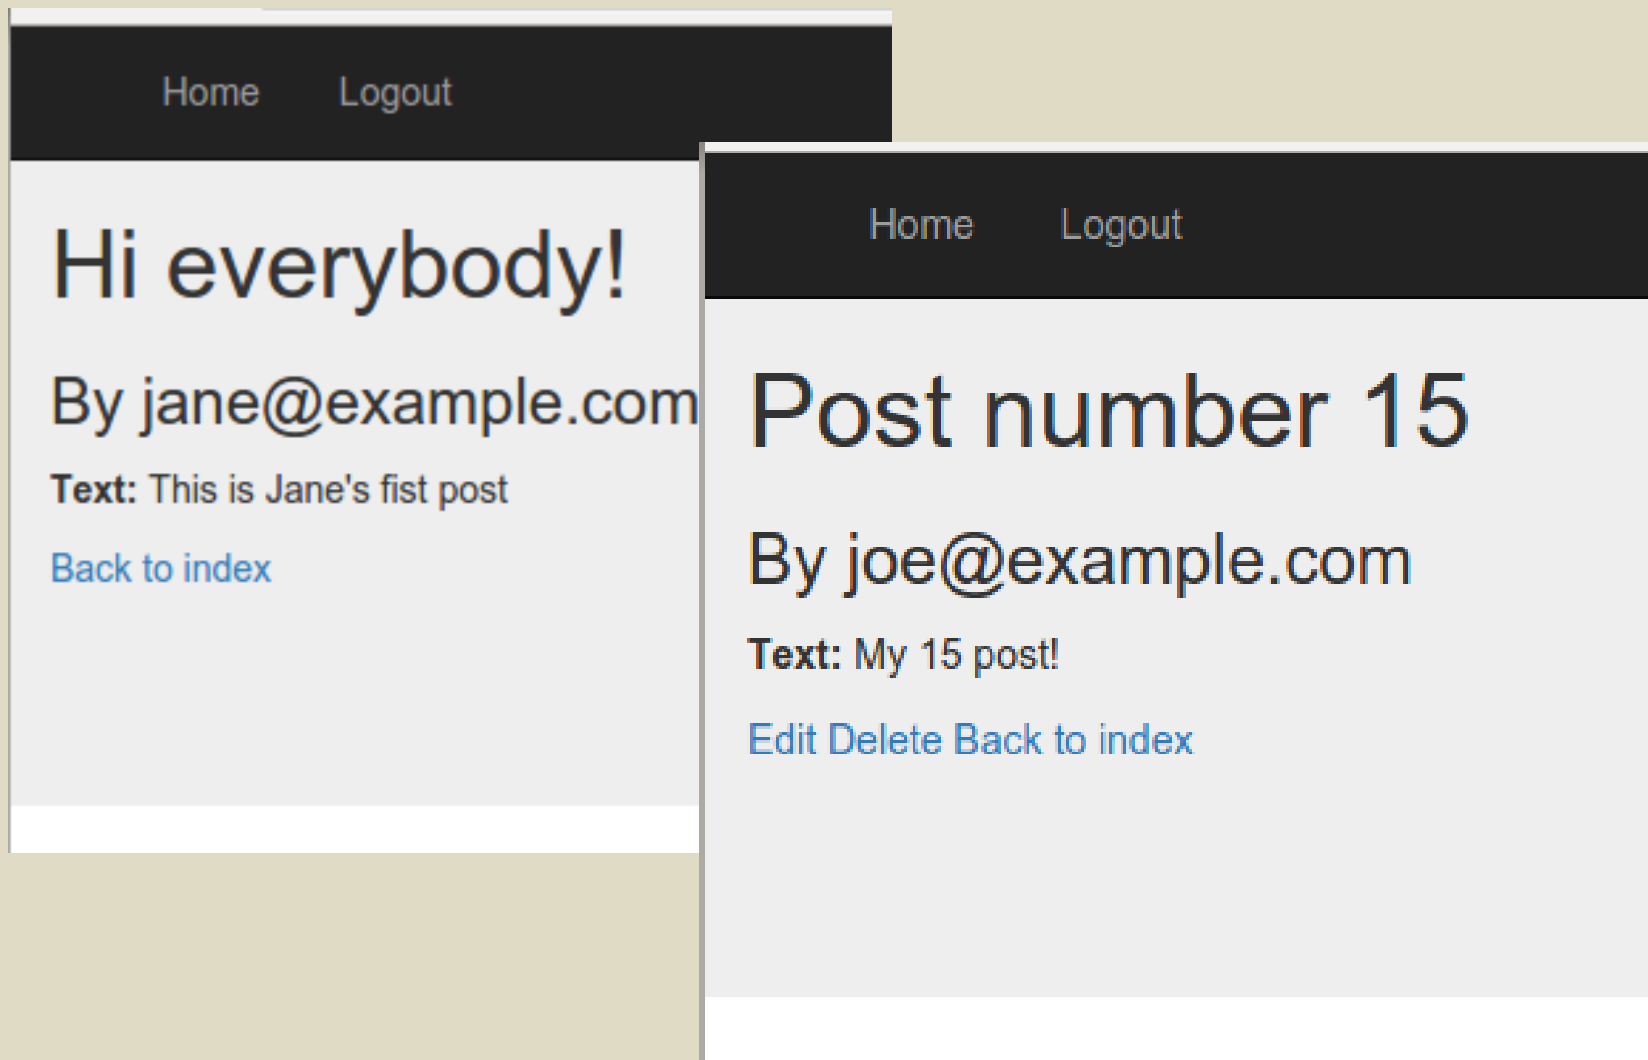 Home Logout
Hi everybody!
By jane@example.com
Text: This is Jane's fist post
Back to index
Home Logout
Post number 15
By joe@example.com
Text: My 15 post!
Edit Delete Back to index